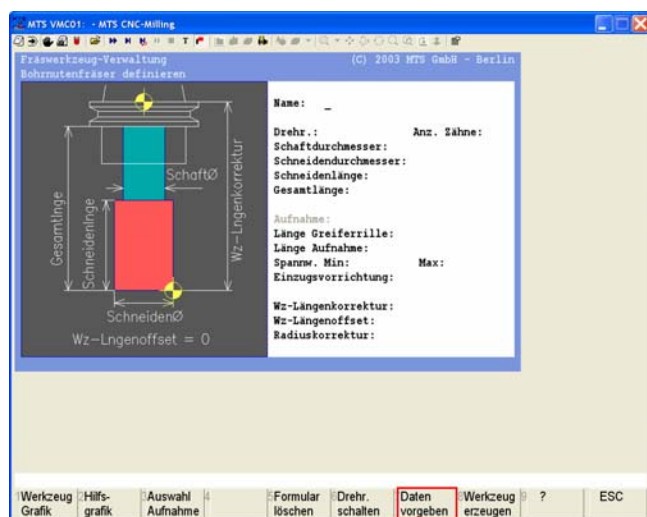 MTS VMC01: - MTS CNC-Milling
Fräswerkzeug-Verwaltung (C) 2003 MTS GmbH - Berlin
Bohrnutenfräser definieren
Name: _
Drehr.: Anz. Zähne:
Schaftdurchmesser:
Schneidendurchmesser:
Schneidenlänge:
Gesamtlänge:
Aufnahme:
Länge Greiferrille:
Länge Aufnahme:
Spannw. Min: Max:
Einzugsvorrichtung:
Wz-Längenkorrektur:
Wz-Längenoffset:
Radiuskorrektur:
Gesamtlnge
Schneidenlnge
SchaftØ
Wz-Lngenkorrektur
SchneidenØ
Wz-Lngenoffset = 0
1 Werkzeug Grafik
2 Hilfs- grafik
3 Auswahl Aufnahme
4
5 Formular löschen
6 Drehr. schalten
Daten vorgeben
8 Werkzeug erzeugen
9 ?
ESC